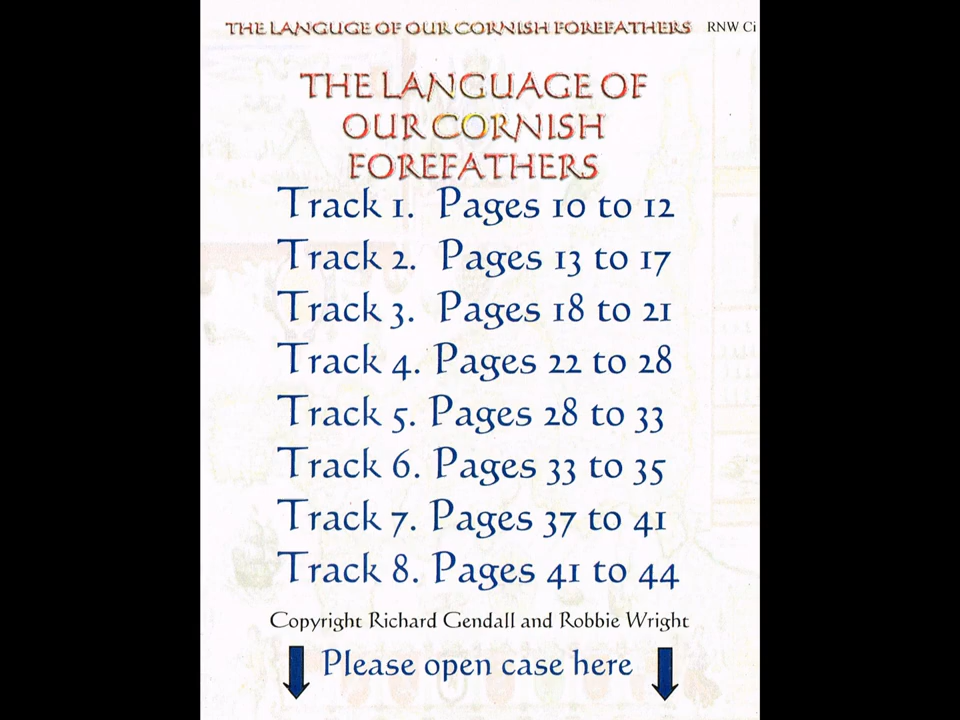 THE LANGUGE OF OUR CORNISH FOREFATHERS RNW Ci
THE LANGUAGE OF
OUR CORNISH
FOREFATHERS
Track 1. Pages 10 to 12
Track 2. Pages 13 to 17
Track 3. Pages 18 to 21
Track 4. Pages 22 to 28
Track 5. Pages 28 to 33
Track 6. Pages 33 to 35
Track 7. Pages 37 to 41
Track 8. Pages 41 to 44
Copyright Richard Gendall and Robbie Wright
Please open case here